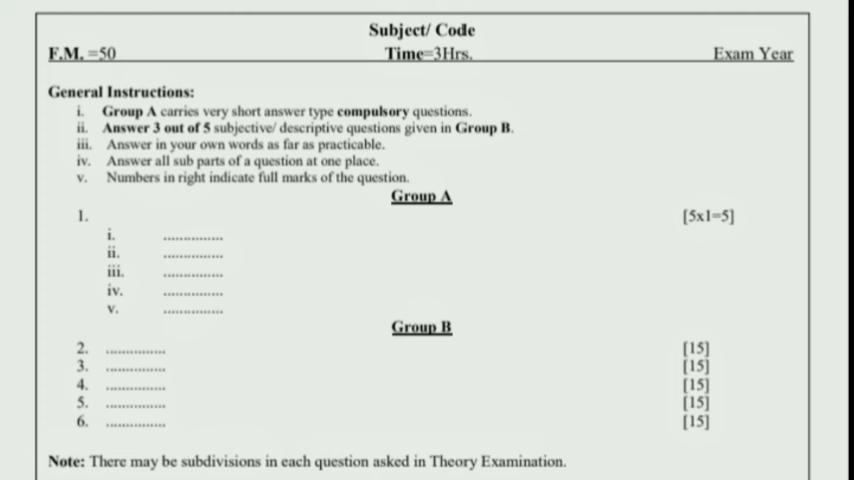 Subject/ Code
F.M. =50 Time=3Hrs. Exam Year
General Instructions:
i. Group A carries very short answer type compulsory questions.
ii. Answer 3 out of 5 subjective/ descriptive questions given in Group B.
iii. Answer in your own words as far as practicable.
iv. Answer all sub parts of a question at one place.
v. Numbers in right indicate full marks of the question.
Group A
1. [5x1=5]
i. ...............
ii. ...............
iii. ...............
iv. ...............
v. ...............
Group B
2. ............... [15]
3. ............... [15]
4. ............... [15]
5. ............... [15]
6. ............... [15]
Note: There may be subdivisions in each question asked in Theory Examination.